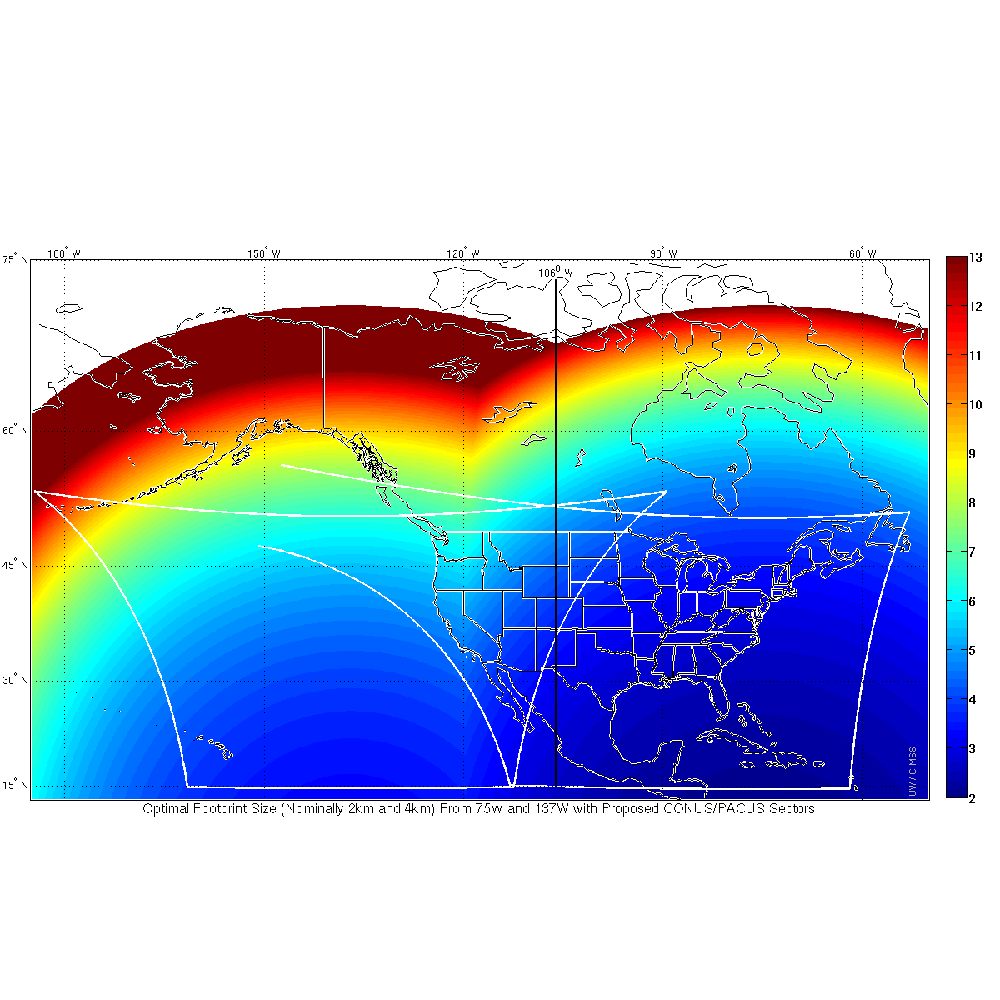 180° W 150° W 120° W 90° W 60° W
75° N
106⁰ W
60° N
45° N
30° N
15° N
13
12
11
10
9
8
7
6
5
4
3
2
UW / CIMSS
Optimal Footprint Size (Nominally 2km and 4km) From 75W and 137W with Proposed CONUS/PACUS Sectors